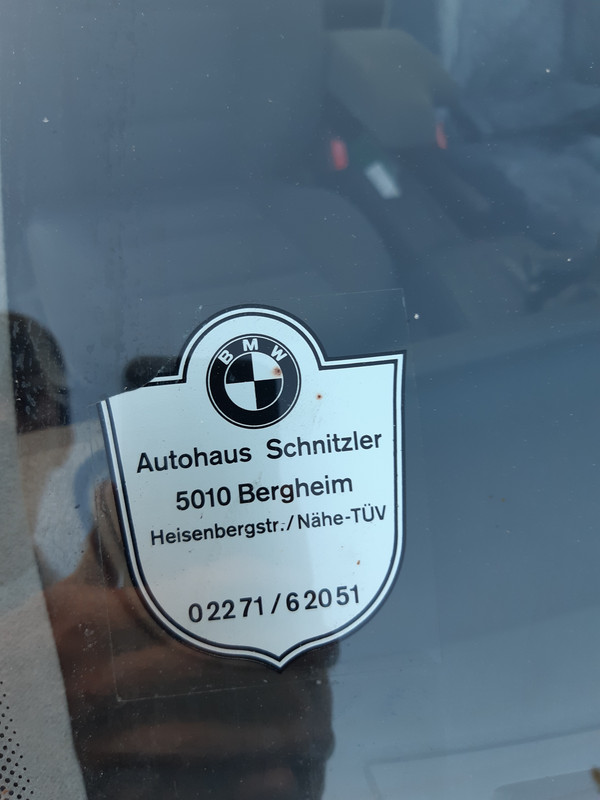 BMW
Autohaus Schnitzler
5010 Bergheim
Heisenbergstr./Nähe-TÜV
02271/62051